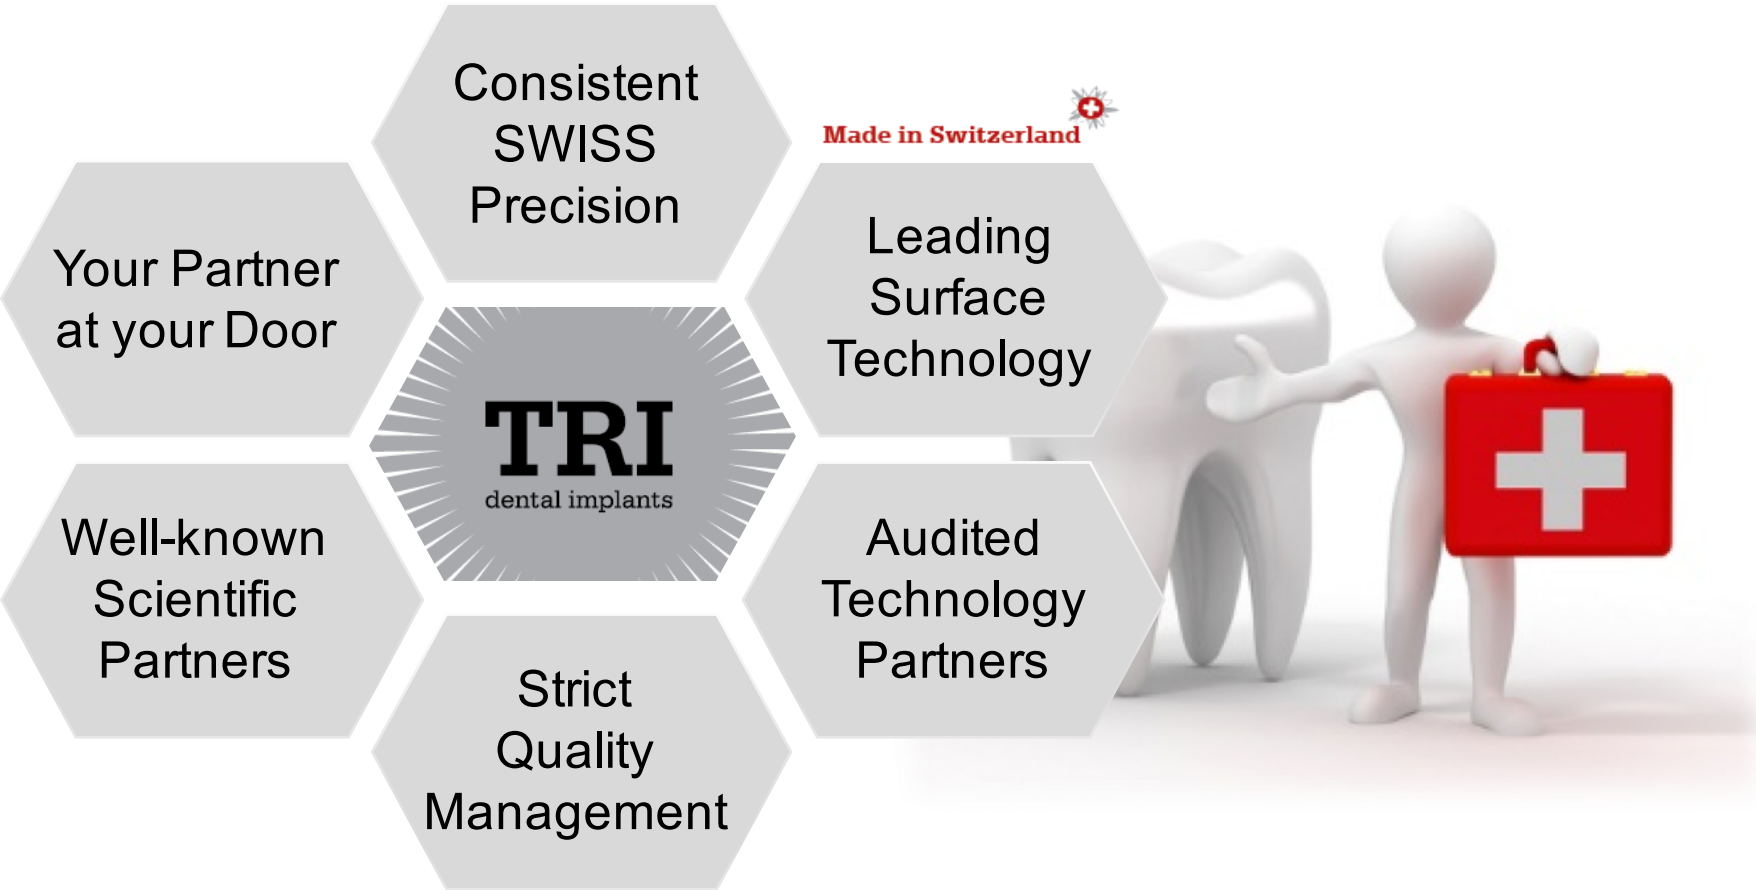 Consistent
SWISS
Precision
Made in Switzerland
Leading
Surface
Technology
Your Partner
at your Door
TRI
dental implants
Well-known
Scientific
Partners
Audited
Technology
Partners
Strict
Quality
Management